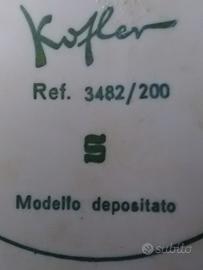 Kofler
Ref. 3482/200
S
Modello depositato
subito